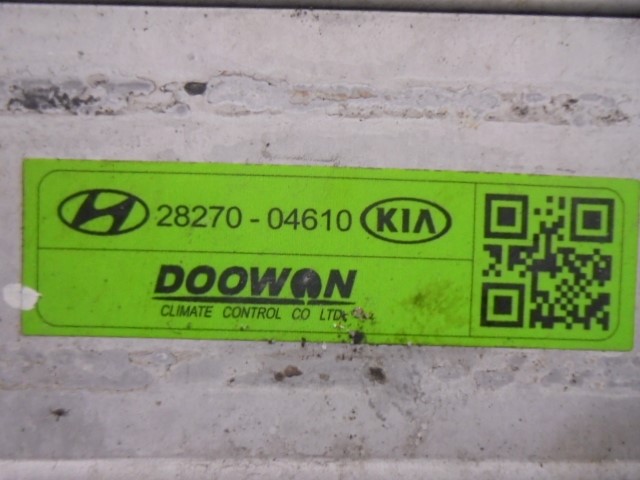 28270 - 04610 KIA
DOOWON
CLIMATE CONTROL CO LTD.